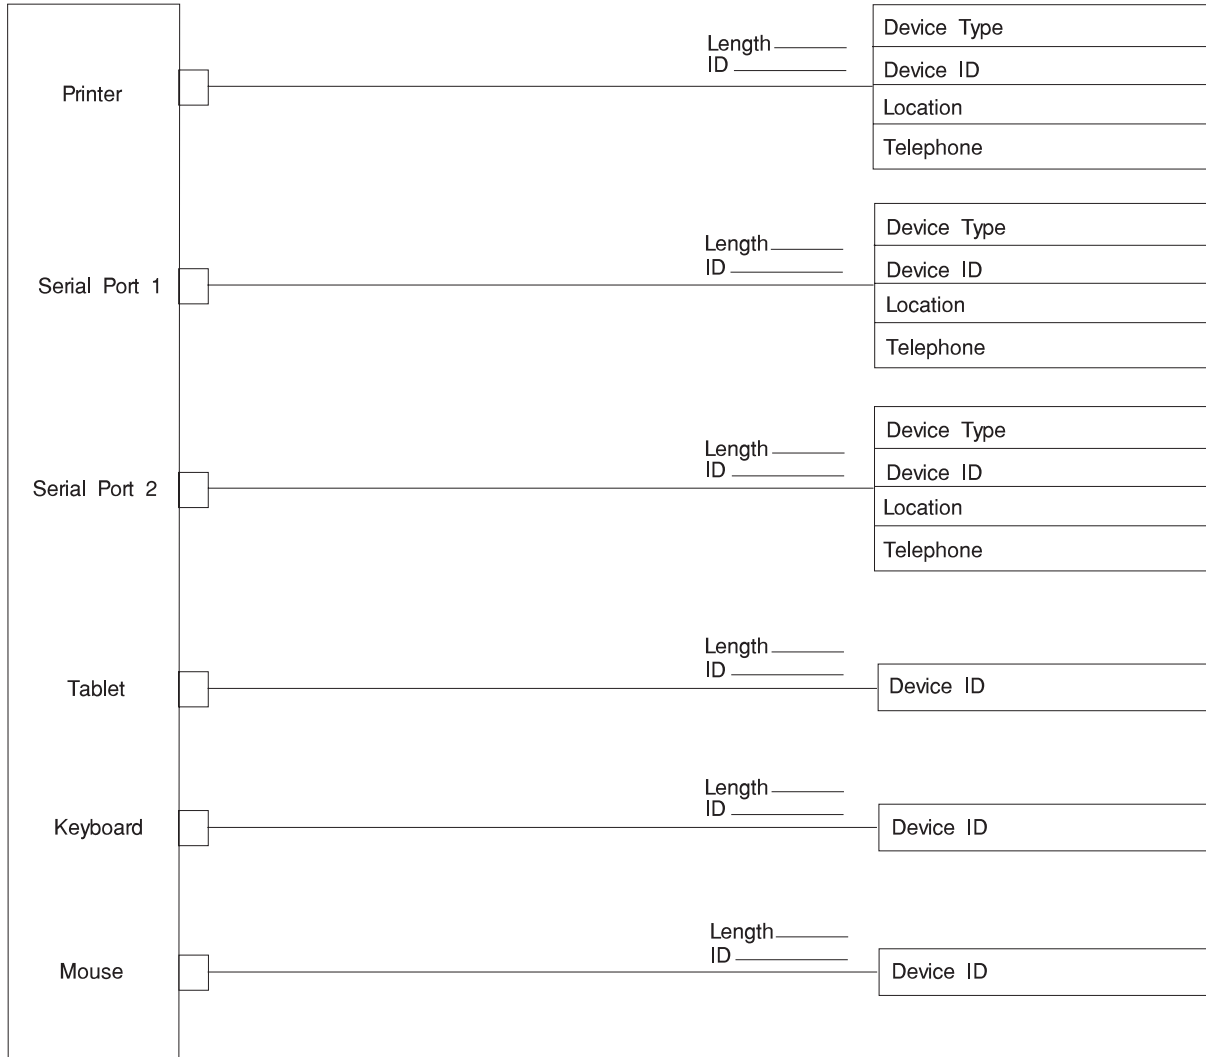 Device Type
Length
ID
Device ID
Printer
Location
Telephone
Device Type
Length
ID
Device ID
Serial Port 1
Location
Telephone
Device Type
Length
ID
Device ID
Serial Port 2
Location
Telephone
Length
ID
Tablet
Device ID
Length
ID
Keyboard
Device ID
Length
ID
Mouse
Device ID